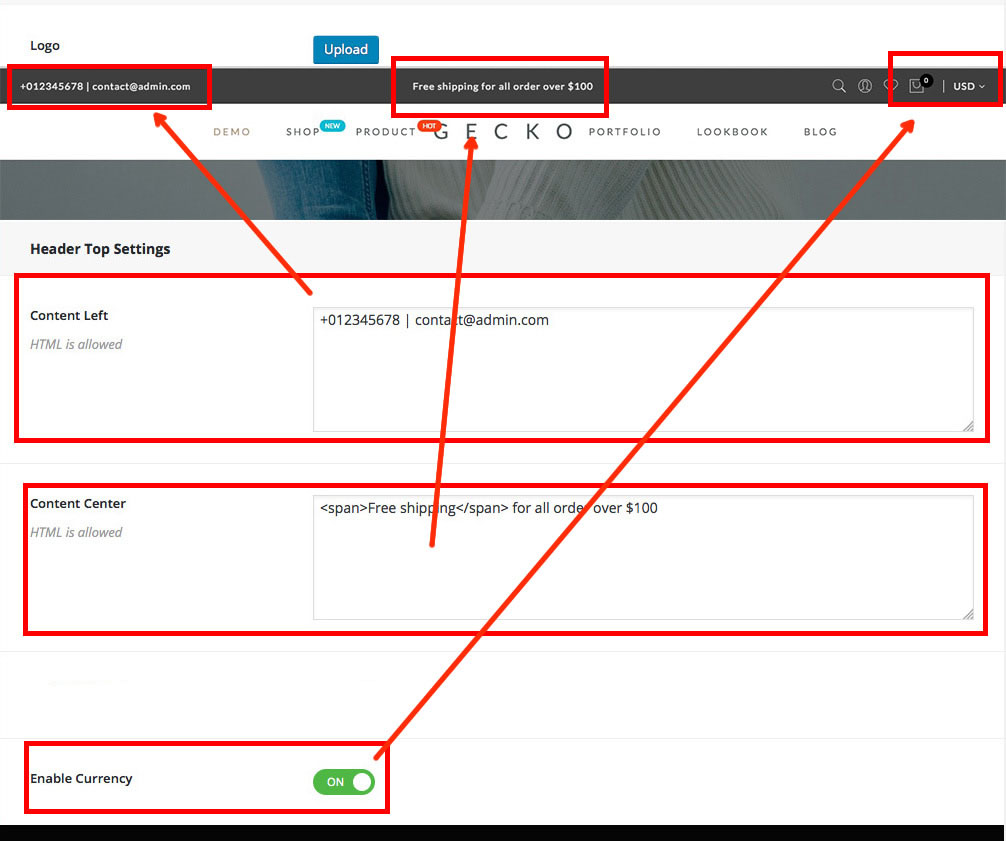 Logo
Upload
+012345678 | contact@admin.com
Free shipping for all order over $100
0
| USD
DEMO
SHOP
NEW
PRODUCT
HOT
GECKO
PORTFOLIO
LOOKBOOK
BLOG
Header Top Settings
Content Left
+012345678 | contact@admin.com
HTML is allowed
Content Center
<span>Free shipping</span> for all order over $100
HTML is allowed
Enable Currency
ON